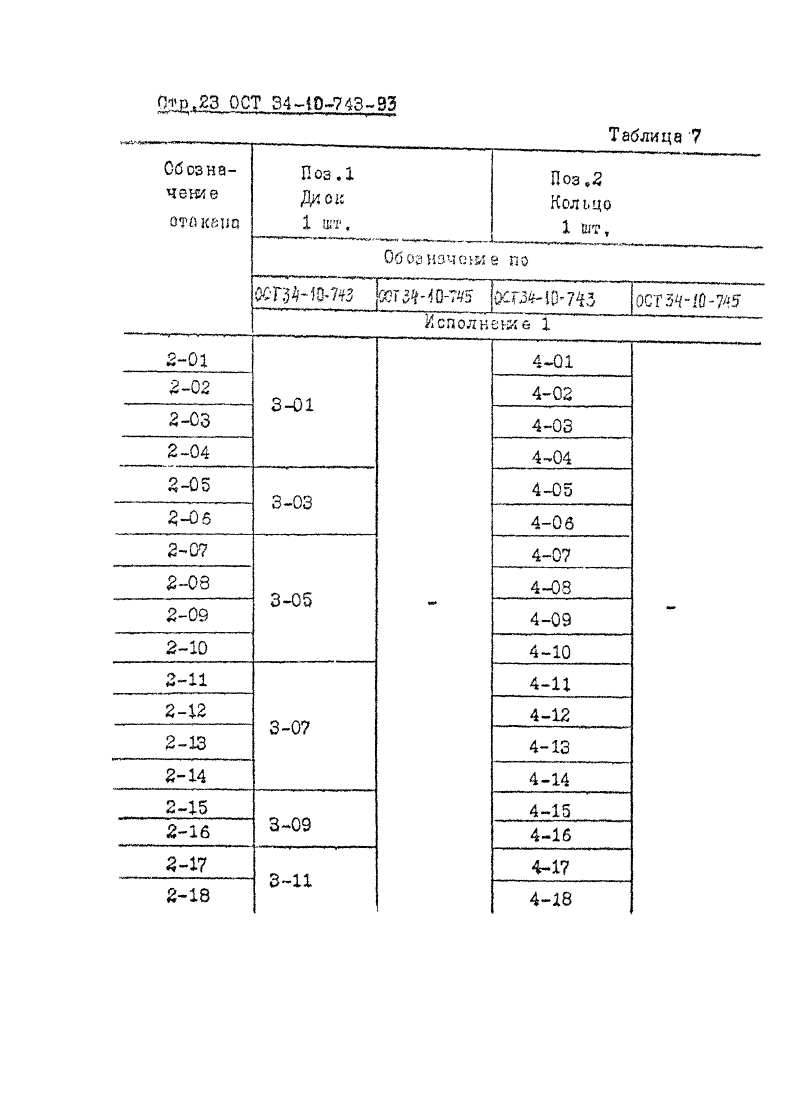 Стр.23 ОСТ 34-10-743-93
Таблица 7
Обозна-
чение
стакана
Поз.1
Диск
1 шт.
Поз.2
Кольцо
1 шт.
Обозначение по
ОСТ34-10-743 ОСТ34-10-745 ОСТ34-10-743 ОСТ34-10-745
Исполнение 1
2-01 4-01
2-02 4-02
3-01
2-03 4-03
2-04 4-04
2-05 4-05
3-03
2-06 4-06
2-07 4-07
2-08 4-08
3-05 - -
2-09 4-09
2-10 4-10
2-11 4-11
2-12 4-12
3-07
2-13 4-13
2-14 4-14
2-15 4-15
3-09
2-16 4-16
2-17 4-17
3-11
2-18 4-18